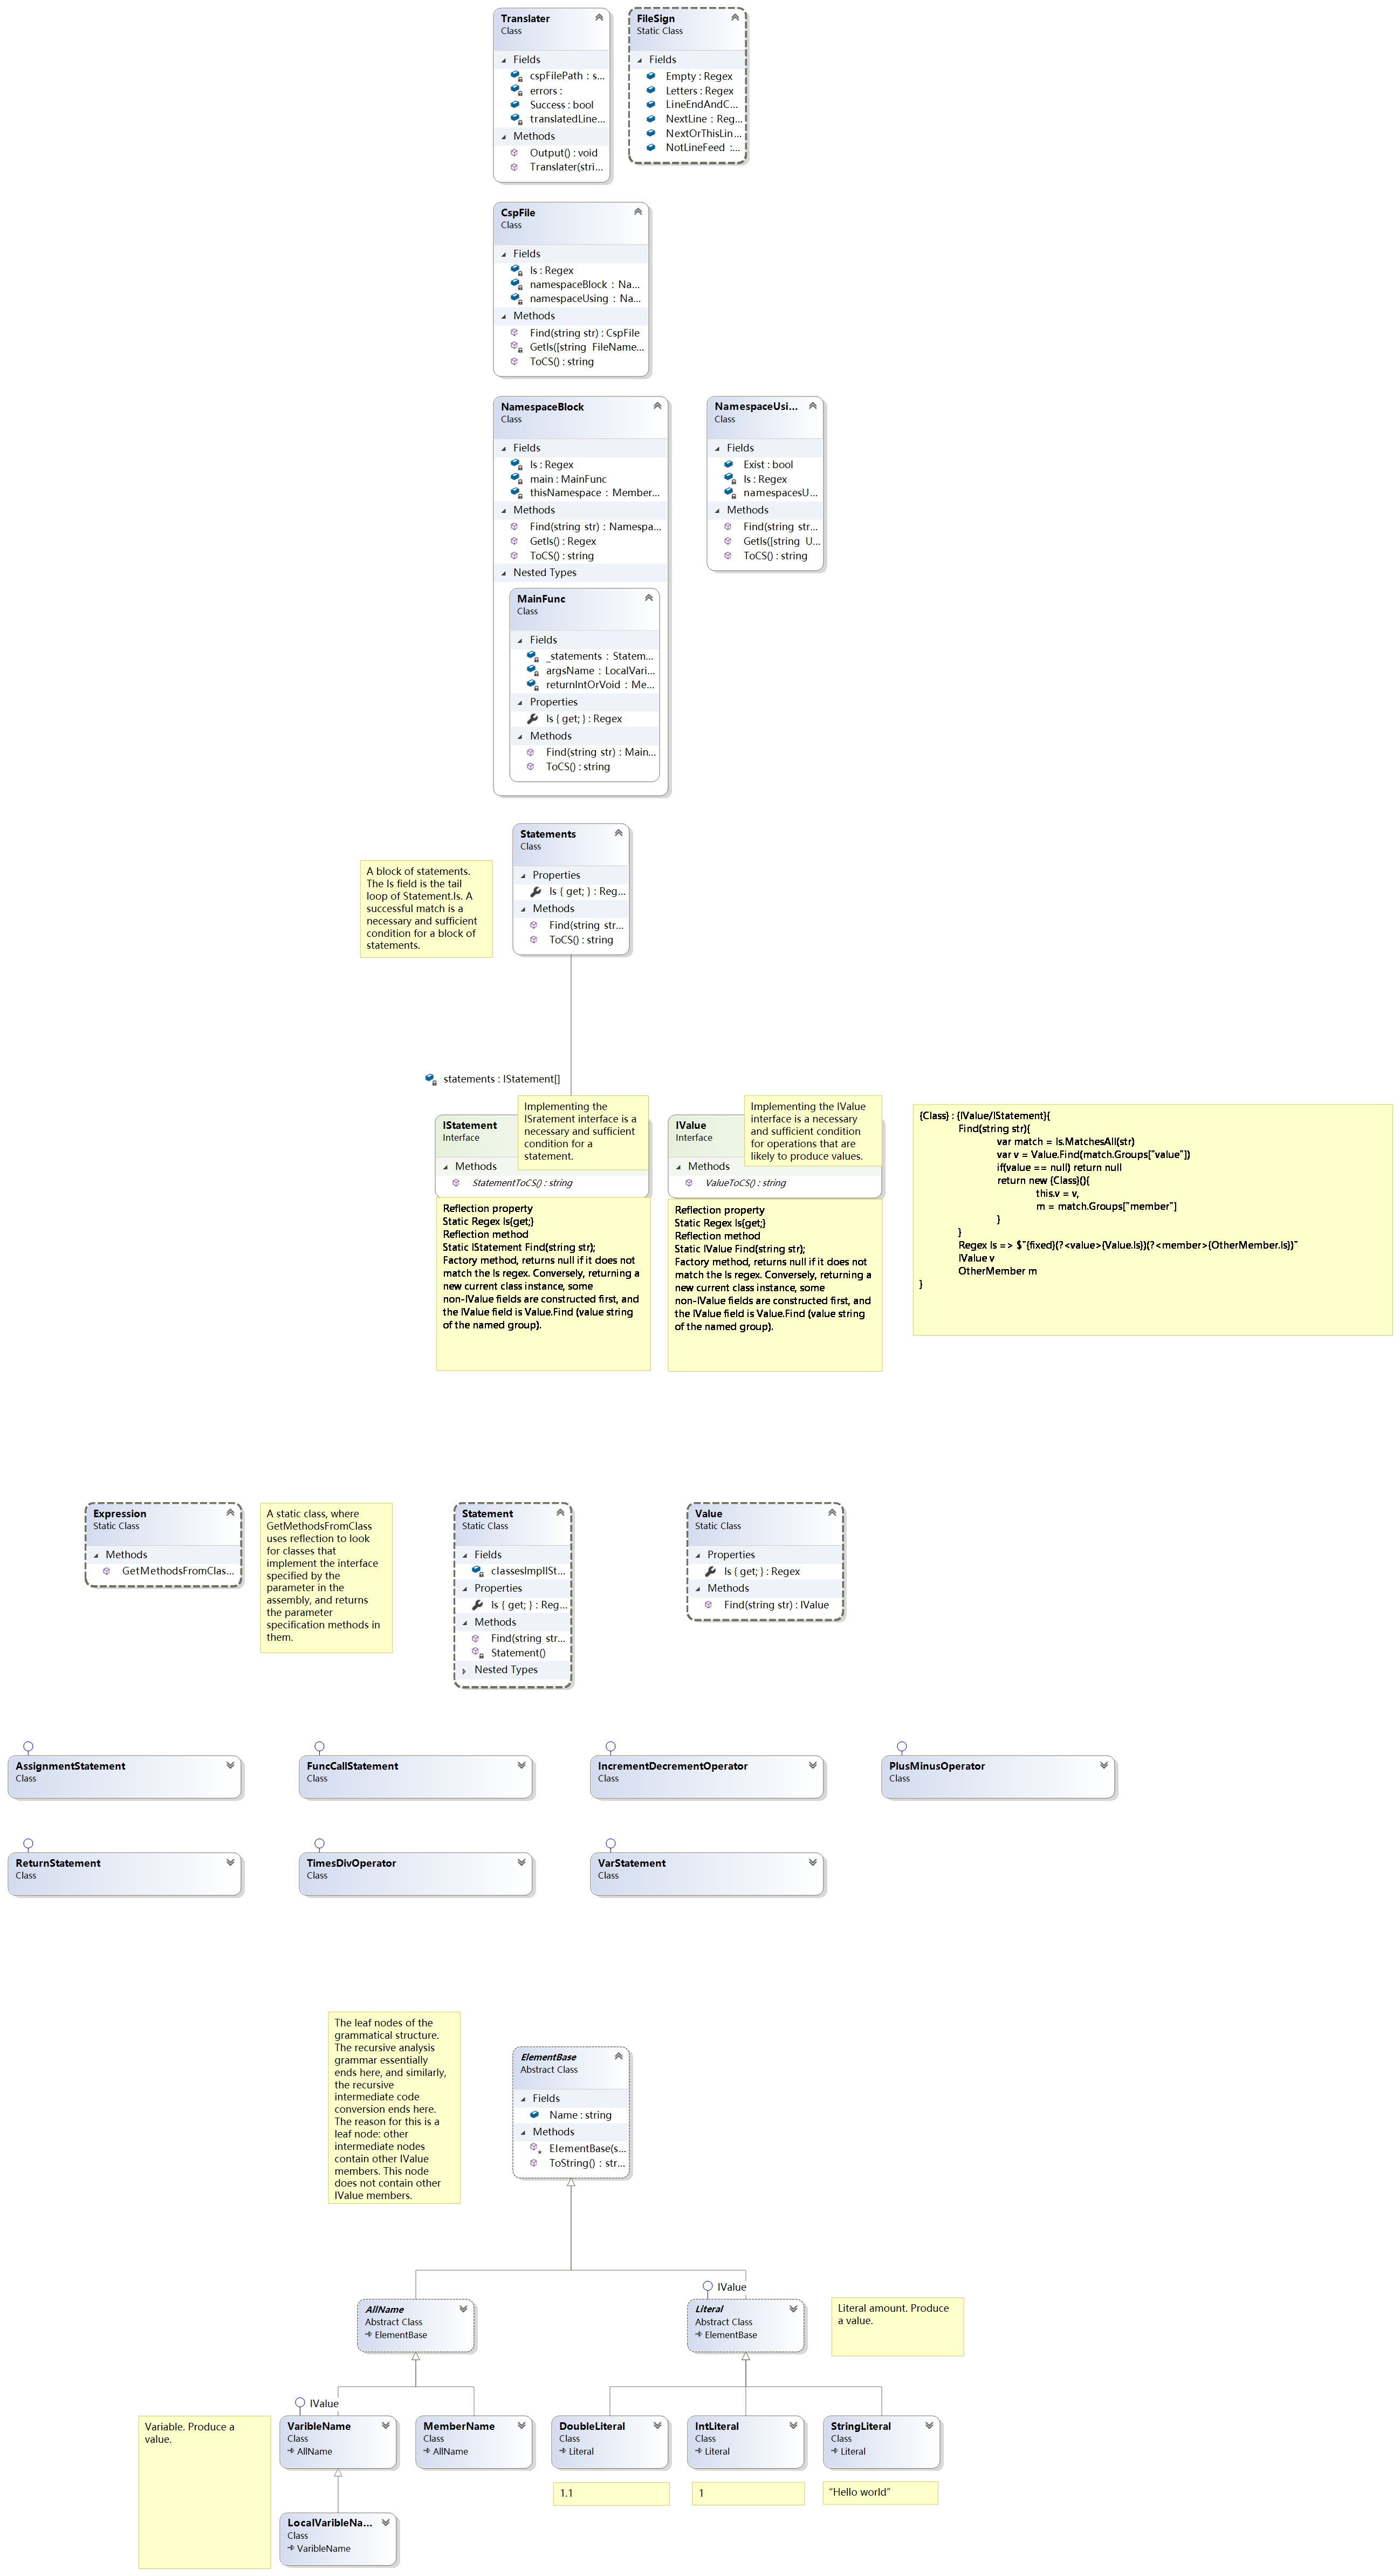 Translater
Class
Fields
cspFilePath : s...
errors :
Success : bool
translatedLine...
Methods
Output() : void
Translater(stri...
FileSign
Static Class
Fields
Empty : Regex
Letters : Regex
LineEndAndC...
NextLine : Reg...
NextOrThisLin...
NotLineFeed :...
CspFile
Class
Fields
Is : Regex
namespaceBlock : Na...
namespaceUsing : Na...
Methods
Find(string str) : CspFile
GetIs([string FileName...
ToCS() : string
NamespaceBlock
Class
Fields
Is : Regex
main : MainFunc
thisNamespace : Member...
Methods
Find(string str) : Namespa...
GetIs() : Regex
ToCS() : string
Nested Types
MainFunc
Class
Fields
_statements : Statem...
argsName : LocalVari...
returnIntOrVoid : Me...
Properties
Is { get; } : Regex
Methods
Find(string str) : Main...
ToCS() : string
NamespaceUsi...
Class
Fields
Exist : bool
Is : Regex
namespacesU...
Methods
Find(string str...
GetIs([string U...
ToCS() : string
A block of statements.
The Is field is the tail
loop of Statement.Is. A
successful match is a
necessary and sufficient
condition for a block of
statements.
Statements
Class
Properties
Is { get; } : Reg...
Methods
Find(string str...
ToCS() : string
statements : IStatement[]
IStatement
Interface
Methods
StatementToCS() : string
Implementing the
ISratement interface is a
necessary and sufficient
condition for a
statement.
Reflection property
Static Regex Is{get;}
Reflection method
Static IStatement Find(string str);
Factory method, returns null if it does not
match the Is regex. Conversely, returning a
new current class instance, some
non-IValue fields are constructed first, and
the IValue field is Value.Find (value string
of the named group).
IValue
Interface
Methods
ValueToCS() : string
Implementing the IValue
interface is a necessary
and sufficient condition
for operations that are
likely to produce values.
Reflection property
Static Regex Is{get;}
Reflection method
Static IValue Find(string str);
Factory method, returns null if it does not
match the Is regex. Conversely, returning a
new current class instance, some
non-IValue fields are constructed first, and
the IValue field is Value.Find (value string
of the named group).
{Class} : {IValue/IStatement}{
Find(string str){
var match = Is.MatchesAll(str)
var v = Value.Find(match.Groups["value"])
if(value == null) return null
return new {Class}(){
this.v = v,
m = match.Groups["member"]
}
}
Regex Is => $"{fixed}(?<value>{Value.Is})(?<member>{OtherMember.Is})"
IValue v
OtherMember m
}
Expression
Static Class
Methods
GetMethodsFromClas...
A static class, where
GetMethodsFromClass
uses reflection to look
for classes that
implement the interface
specified by the
parameter in the
assembly, and returns
the parameter
specification methods in
them.
Statement
Static Class
Fields
classesImplISt...
Properties
Is { get; } : Reg...
Methods
Find(string str...
Statement()
Nested Types
Value
Static Class
Properties
Is { get; } : Regex
Methods
Find(string str) : IValue
AssignmentStatement
Class
FuncCallStatement
Class
IncrementDecrementOperator
Class
PlusMinusOperator
Class
ReturnStatement
Class
TimesDivOperator
Class
VarStatement
Class
The leaf nodes of the
grammatical structure.
The recursive analysis
grammar essentially
ends here, and similarly,
the recursive
intermediate code
conversion ends here.
The reason for this is a
leaf node: other
intermediate nodes
contain other IValue
members. This node
does not contain other
IValue members.
ElementBase
Abstract Class
Fields
Name : string
Methods
ElementBase(s...
ToString() : str...
AllName
Abstract Class
ElementBase
IValue
Literal
Abstract Class
ElementBase
Literal amount. Produce
a value.
Variable. Produce a
value.
IValue
VaribleName
Class
AllName
MemberName
Class
AllName
DoubleLiteral
Class
Literal
IntLiteral
Class
Literal
StringLiteral
Class
Literal
1.1
1
"Hello world"
LocalVaribleNa...
Class
VaribleName